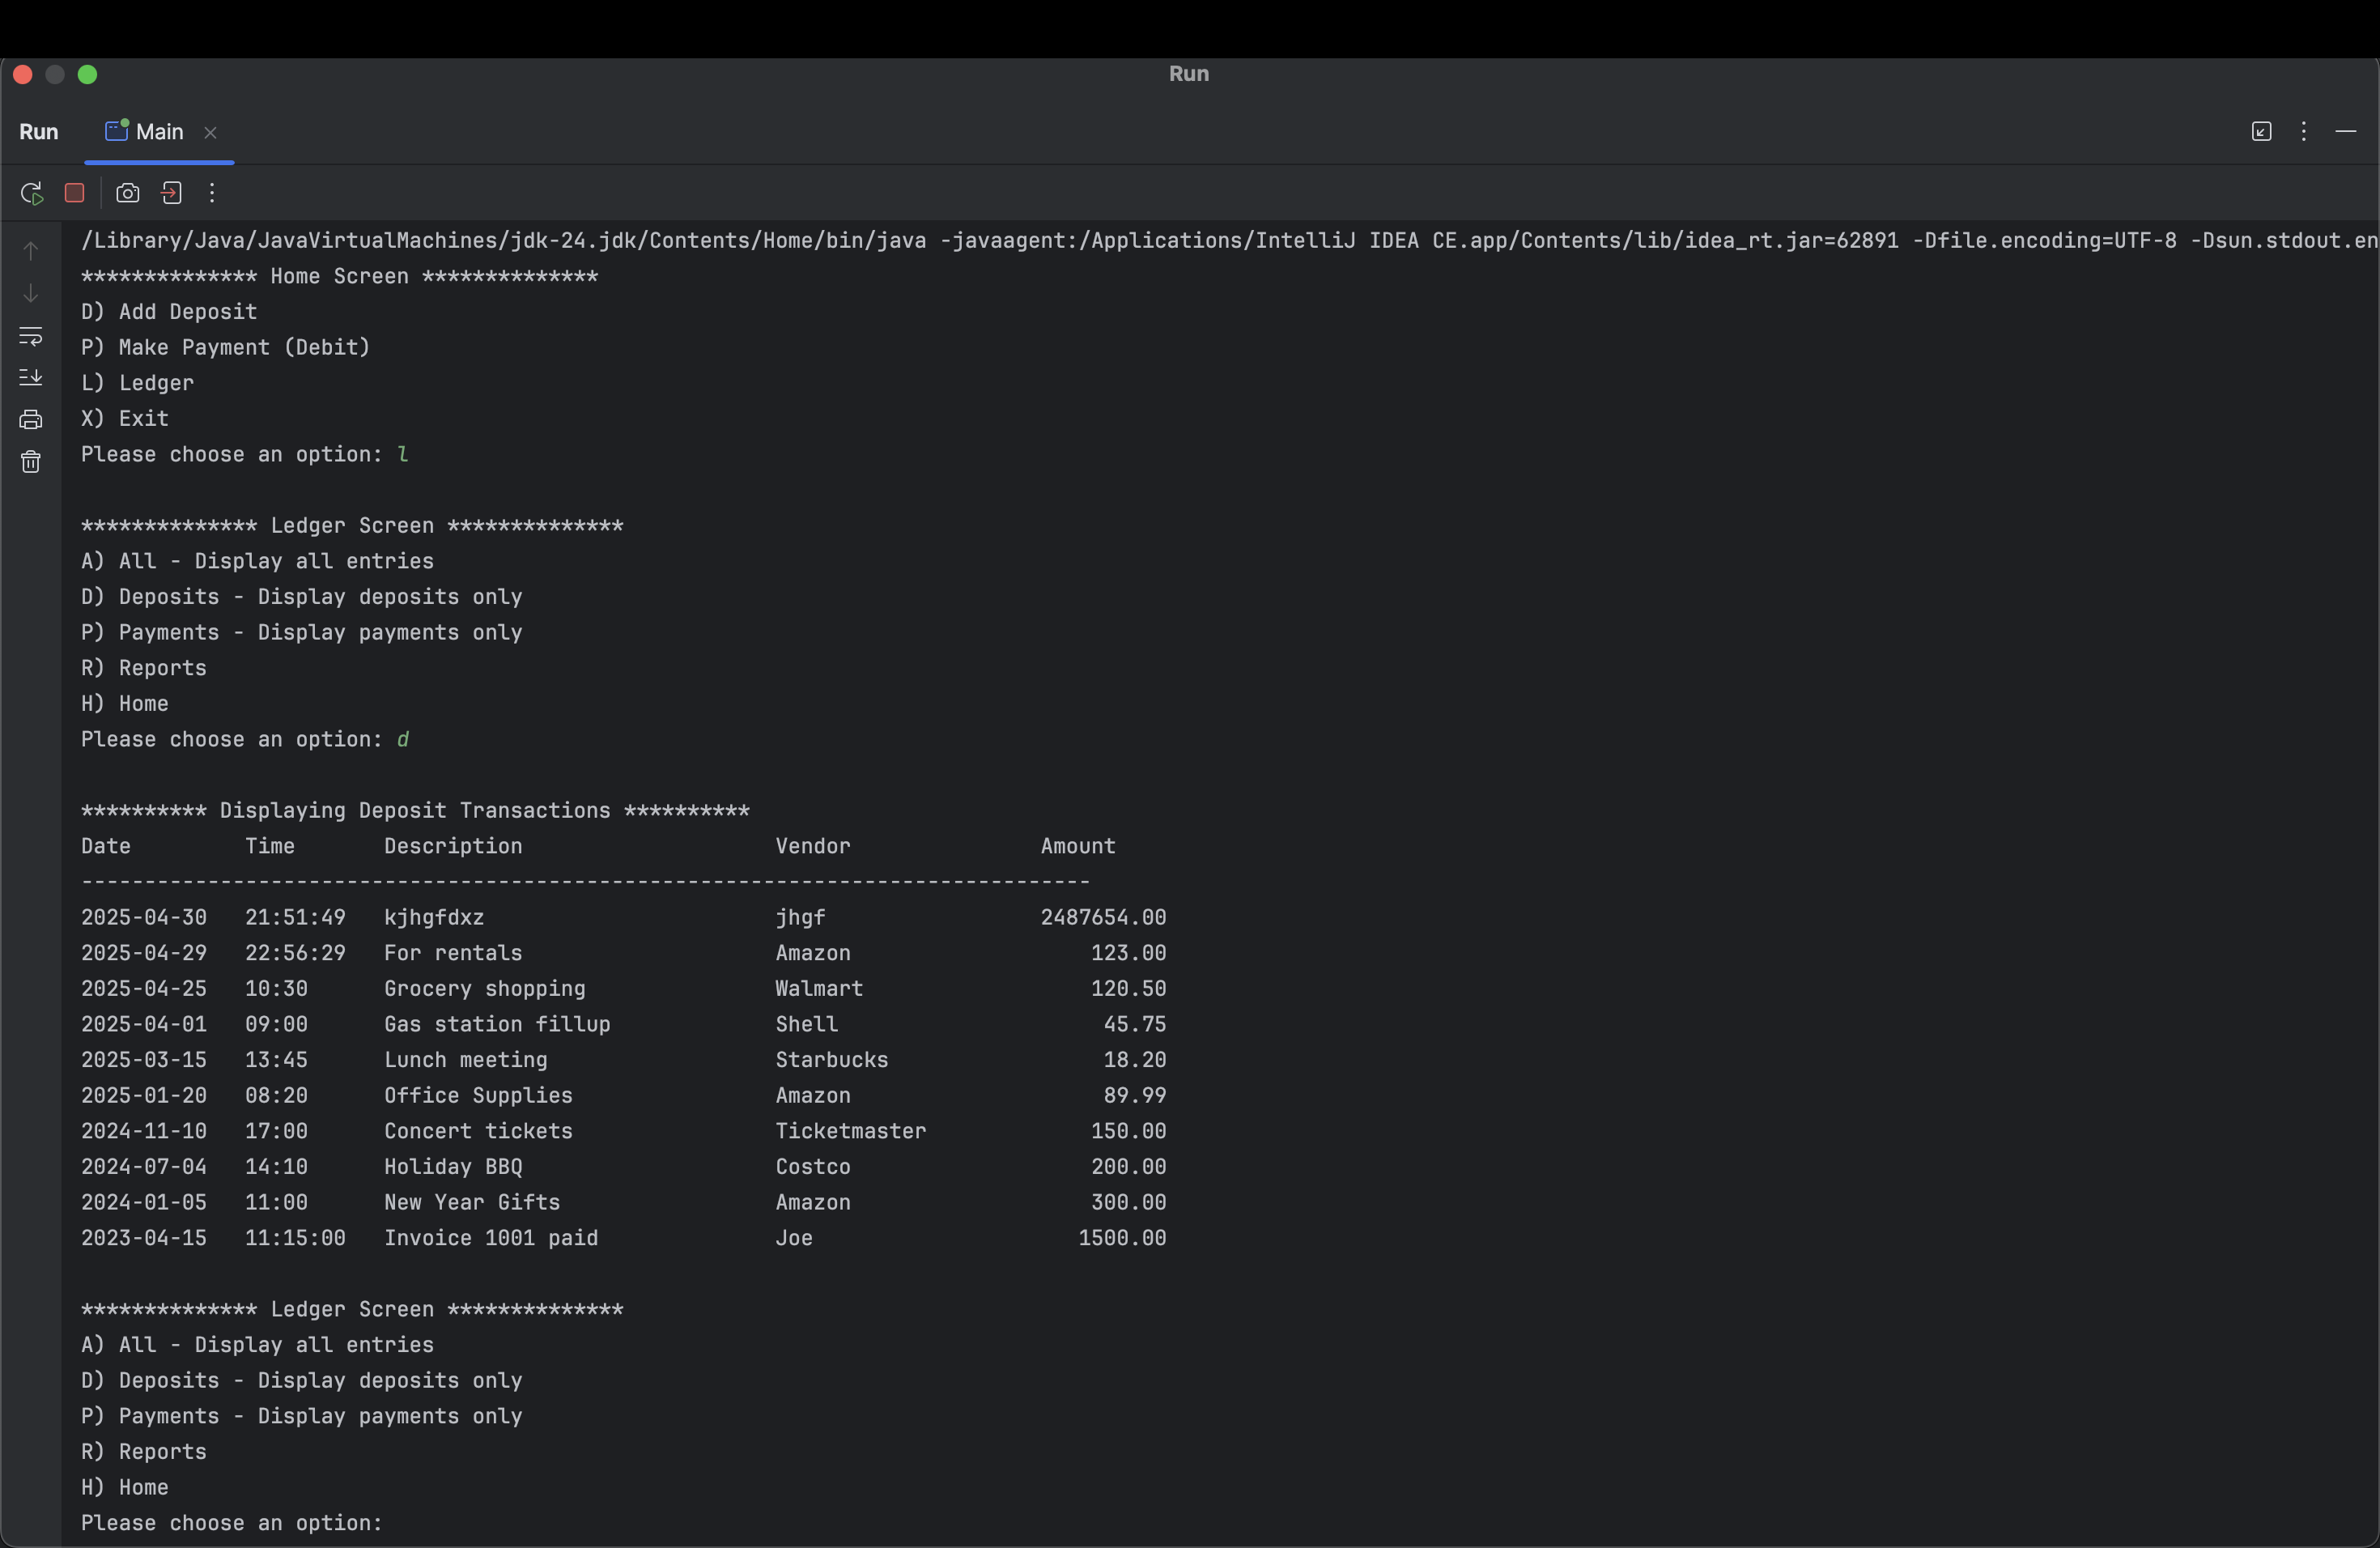 Run
Run Main
/Library/Java/JavaVirtualMachines/jdk-24.jdk/Contents/Home/bin/java -javaagent:/Applications/IntelliJ IDEA CE.app/Contents/lib/idea_rt.jar=62891 -Dfile.encoding=UTF-8 -Dsun.stdout.en
************** Home Screen **************
D) Add Deposit
P) Make Payment (Debit)
L) Ledger
X) Exit
Please choose an option: l
************** Ledger Screen **************
A) All - Display all entries
D) Deposits - Display deposits only
P) Payments - Display payments only
R) Reports
H) Home
Please choose an option: d
********** Displaying Deposit Transactions **********
Date         Time       Description                    Vendor               Amount
--------------------------------------------------------------------------------
2025-04-30   21:51:49   kjhgfdxz                       jhgf                 2487654.00
2025-04-29   22:56:29   For rentals                    Amazon                   123.00
2025-04-25   10:30      Grocery shopping               Walmart                  120.50
2025-04-01   09:00      Gas station fillup             Shell                     45.75
2025-03-15   13:45      Lunch meeting                  Starbucks                 18.20
2025-01-20   08:20      Office Supplies                Amazon                    89.99
2024-11-10   17:00      Concert tickets                Ticketmaster             150.00
2024-07-04   14:10      Holiday BBQ                    Costco                   200.00
2024-01-05   11:00      New Year Gifts                 Amazon                   300.00
2023-04-15   11:15:00   Invoice 1001 paid              Joe                     1500.00
************** Ledger Screen **************
A) All - Display all entries
D) Deposits - Display deposits only
P) Payments - Display payments only
R) Reports
H) Home
Please choose an option: